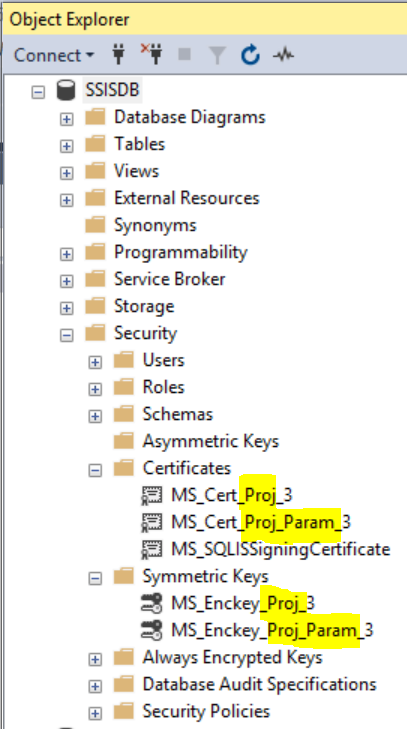 Object Explorer
Connect
SSISDB
Database Diagrams
Tables
Views
External Resources
Synonyms
Programmability
Service Broker
Storage
Security
Users
Roles
Schemas
Asymmetric Keys
Certificates
MS_Cert_Proj_3
MS_Cert_Proj_Param_3
MS_SQLISSigningCertificate
Symmetric Keys
MS_Enckey_Proj_3
MS_Enckey_Proj_Param_3
Always Encrypted Keys
Database Audit Specifications
Security Policies